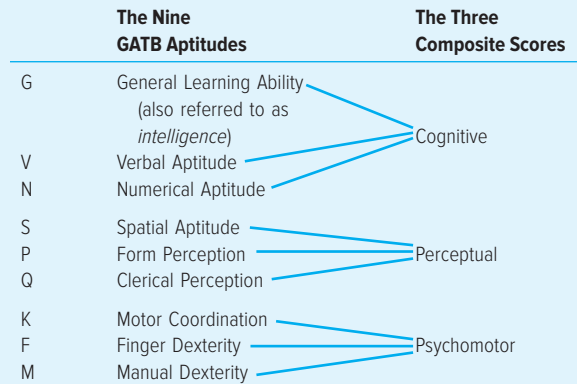 The Nine The Three
GATB Aptitudes Composite Scores
G General Learning Ability
(also referred to as
intelligence) Cognitive
V Verbal Aptitude
N Numerical Aptitude
S Spatial Aptitude
P Form Perception Perceptual
Q Clerical Perception
K Motor Coordination
F Finger Dexterity Psychomotor
M Manual Dexterity